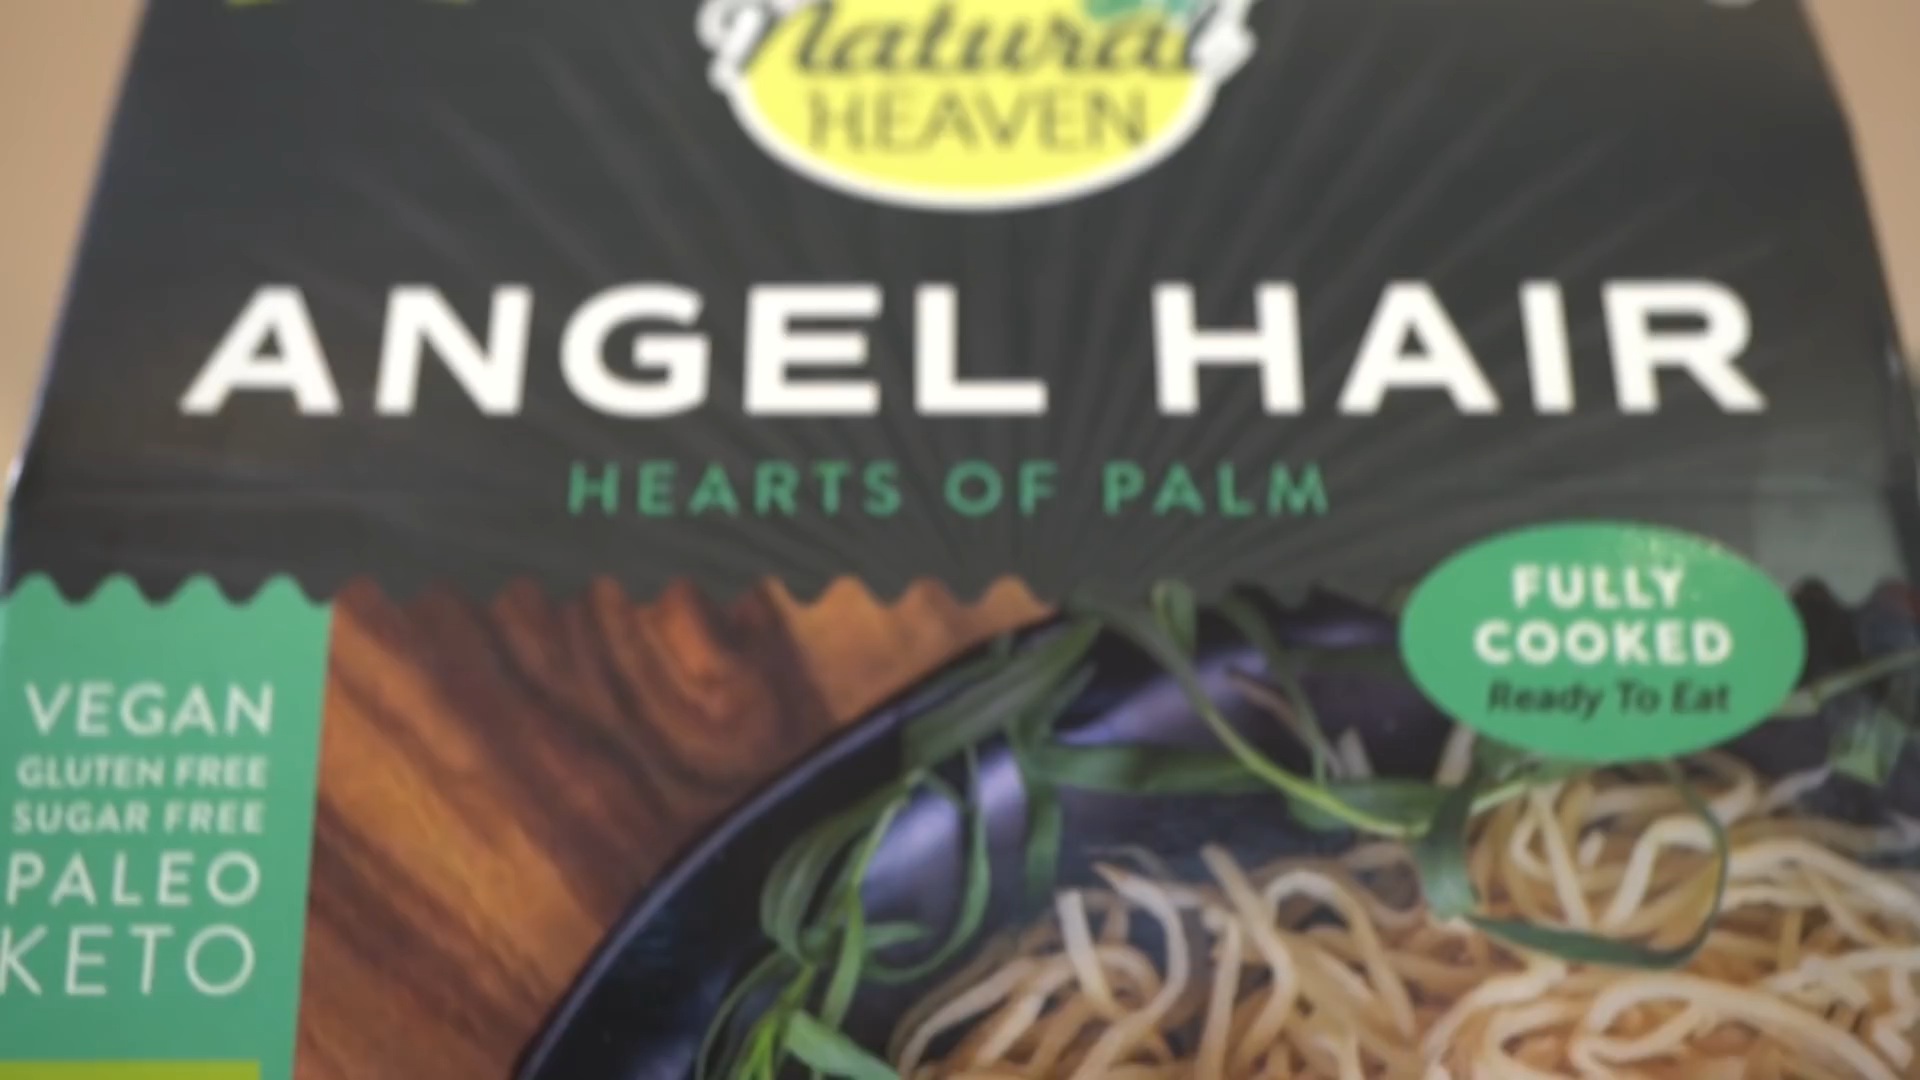 Natural
HEAVEN
ANGEL HAIR
HEARTS OF PALM
FULLY
COOKED
Ready To Eat
VEGAN
GLUTEN FREE
SUGAR FREE
PALEO
KETO